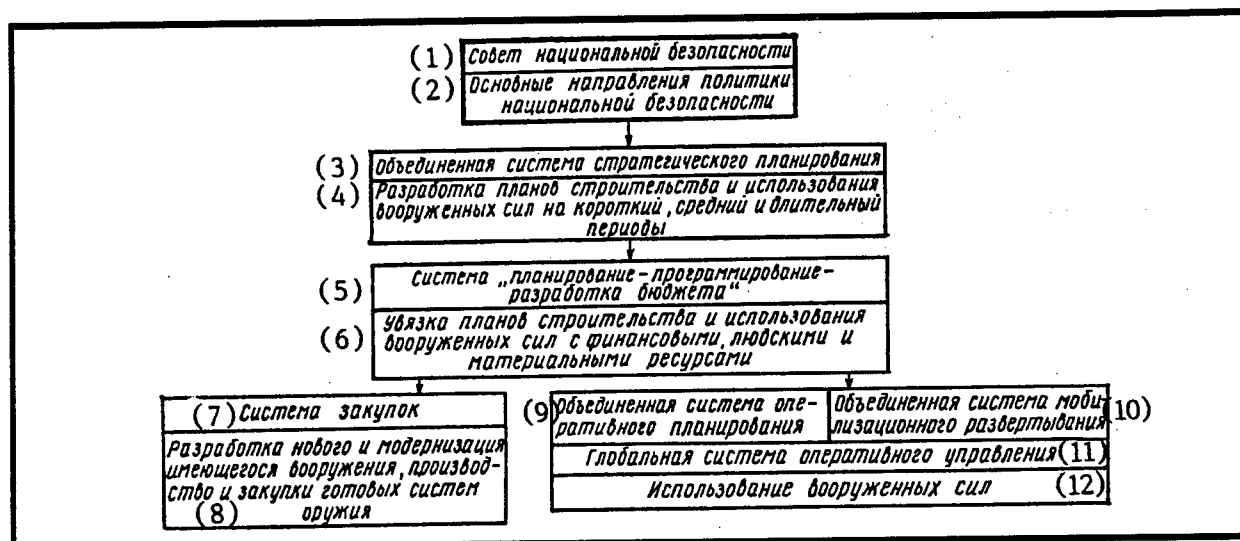 (1) Совет национальной безопасности
(2) Основные направления политики
национальной безопасности
(3) Объединенная система стратегического планирования
(4) Разработка планов строительства и использования
вооруженных сил на короткий, средний и длительный
периоды
(5) Система „планирование-программирование-
разработка бюджета“
(6) Увязка планов строительства и использования
вооруженных сил с финансовыми, людскими и
материальными ресурсами
(7) Система закупок
Разработка нового и модернизация
имеющегося вооружения, производ-
ство и закупки готовых систем
(8) оружия
(9) Объединенная система опе-
ративного планирования
Объединенная система моби- (10)
лизационного развертывания
Глобальная система оперативного управления (11)
Использование вооруженных сил (12)